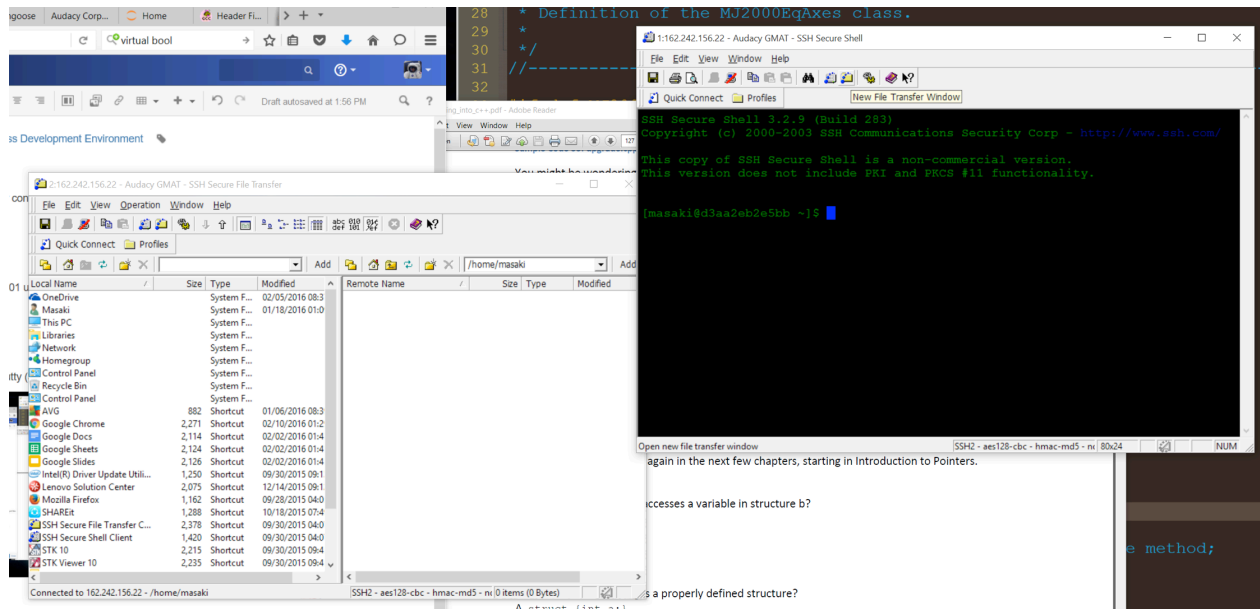 ngoose
Audacy Corp...
Home
Header Fi...
virtual bool
Draft autosaved at 1:56 PM
ss Development Environment
con
01 u
tty (
28 * Definition of the MJ2000EqAxes class.
29 *
30 */
31 //
32
ing_into_c++.pdf - Adobe Reader
View Window Help
127
You might be wondering
2:162.242.156.22 - Audacy GMAT - SSH Secure File Transfer
File Edit View Operation Window Help
Quick Connect Profiles
Add /home/masaki Add
Local Name / Size Type Modified
OneDrive System F... 02/05/2016 08:3
Masaki System F... 01/18/2016 01:0
This PC System F...
Libraries System F...
Network System F...
Homegroup System F...
Control Panel System F...
Recycle Bin System F...
Control Panel System F...
AVG 882 Shortcut 01/06/2016 08:3
Google Chrome 2,271 Shortcut 02/10/2016 01:2
Google Docs 2,114 Shortcut 02/02/2016 01:4
Google Sheets 2,124 Shortcut 02/02/2016 01:4
Google Slides 2,126 Shortcut 02/02/2016 01:4
Intel(R) Driver Update Utili... 1,250 Shortcut 09/30/2015 09:1
Lenovo Solution Center 2,075 Shortcut 12/14/2015 09:1
Mozilla Firefox 1,162 Shortcut 09/28/2015 04:0
SHAREit 1,288 Shortcut 10/18/2015 07:4
SSH Secure File Transfer C... 2,378 Shortcut 09/30/2015 04:0
SSH Secure Shell Client 1,420 Shortcut 09/30/2015 04:0
STK 10 2,215 Shortcut 09/30/2015 09:4
STK Viewer 10 2,235 Shortcut 09/30/2015 09:4
Remote Name / Size Type Modified
Connected to 162.242.156.22 - /home/masaki
SSH2 - aes128-cbc - hmac-md5 - n 0 items (0 Bytes)
1:162.242.156.22 - Audacy GMAT - SSH Secure Shell
File Edit View Window Help
Quick Connect Profiles
New File Transfer Window
SSH Secure Shell 3.2.9 (Build 283)
Copyright (c) 2000-2003 SSH Communications Security Corp - http://www.ssh.com/
This copy of SSH Secure Shell is a non-commercial version.
This version does not include PKI and PKCS #11 functionality.
[masaki@d3aa2eb2e5bb ~]$
Open new file transfer window
SSH2 - aes128-cbc - hmac-md5 - n 80x24 NUM
again in the next few chapters, starting in Introduction to Pointers.
accesses a variable in structure b?
s a properly defined structure?
A struct {int a;}
e method;